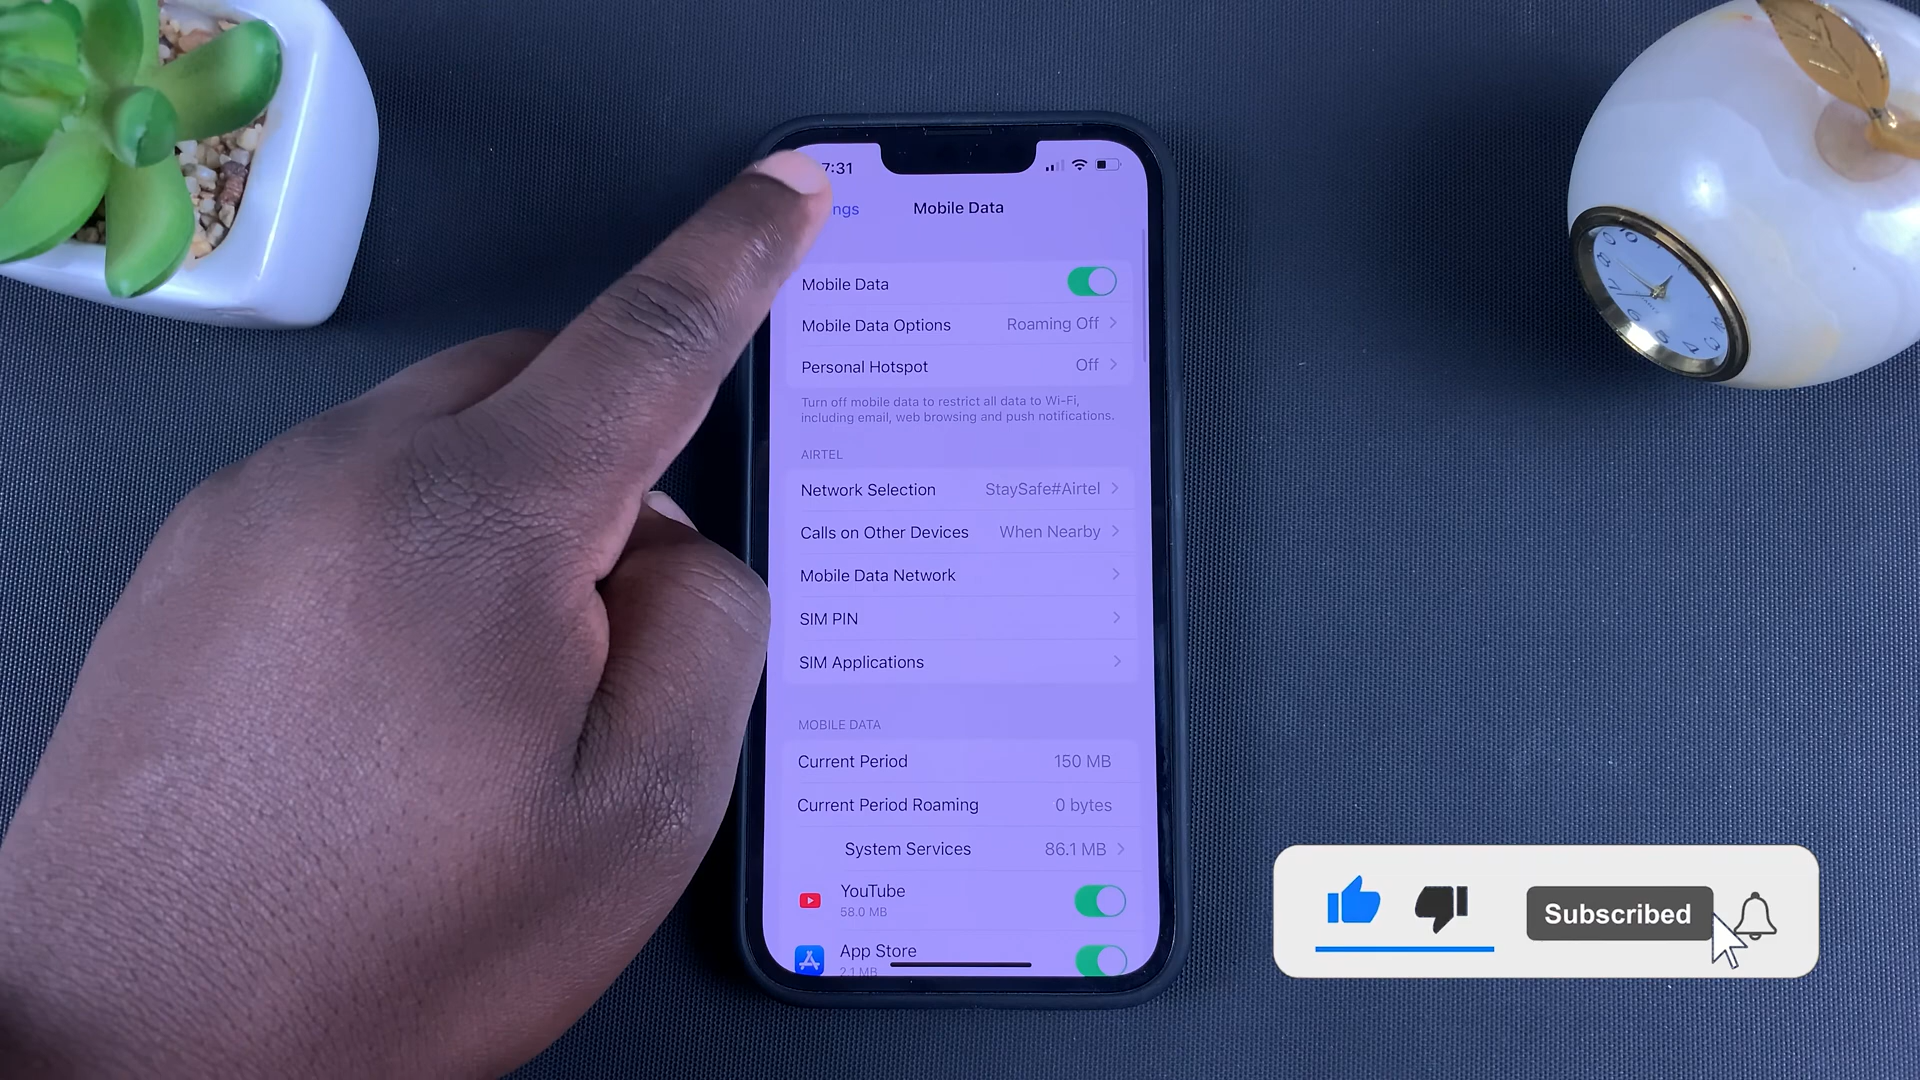 7:31
ngs
Mobile Data
Mobile Data
Mobile Data Options Roaming Off
Personal Hotspot Off
Turn off mobile data to restrict all data to Wi-Fi,
including email, web browsing and push notifications.
AIRTEL
Network Selection StaySafe#Airtel
Calls on Other Devices When Nearby
Mobile Data Network
SIM PIN
SIM Applications
MOBILE DATA
Current Period 150 MB
Current Period Roaming 0 bytes
System Services 86.1 MB
YouTube
58.0 MB
App Store
2.1 MB
Subscribed